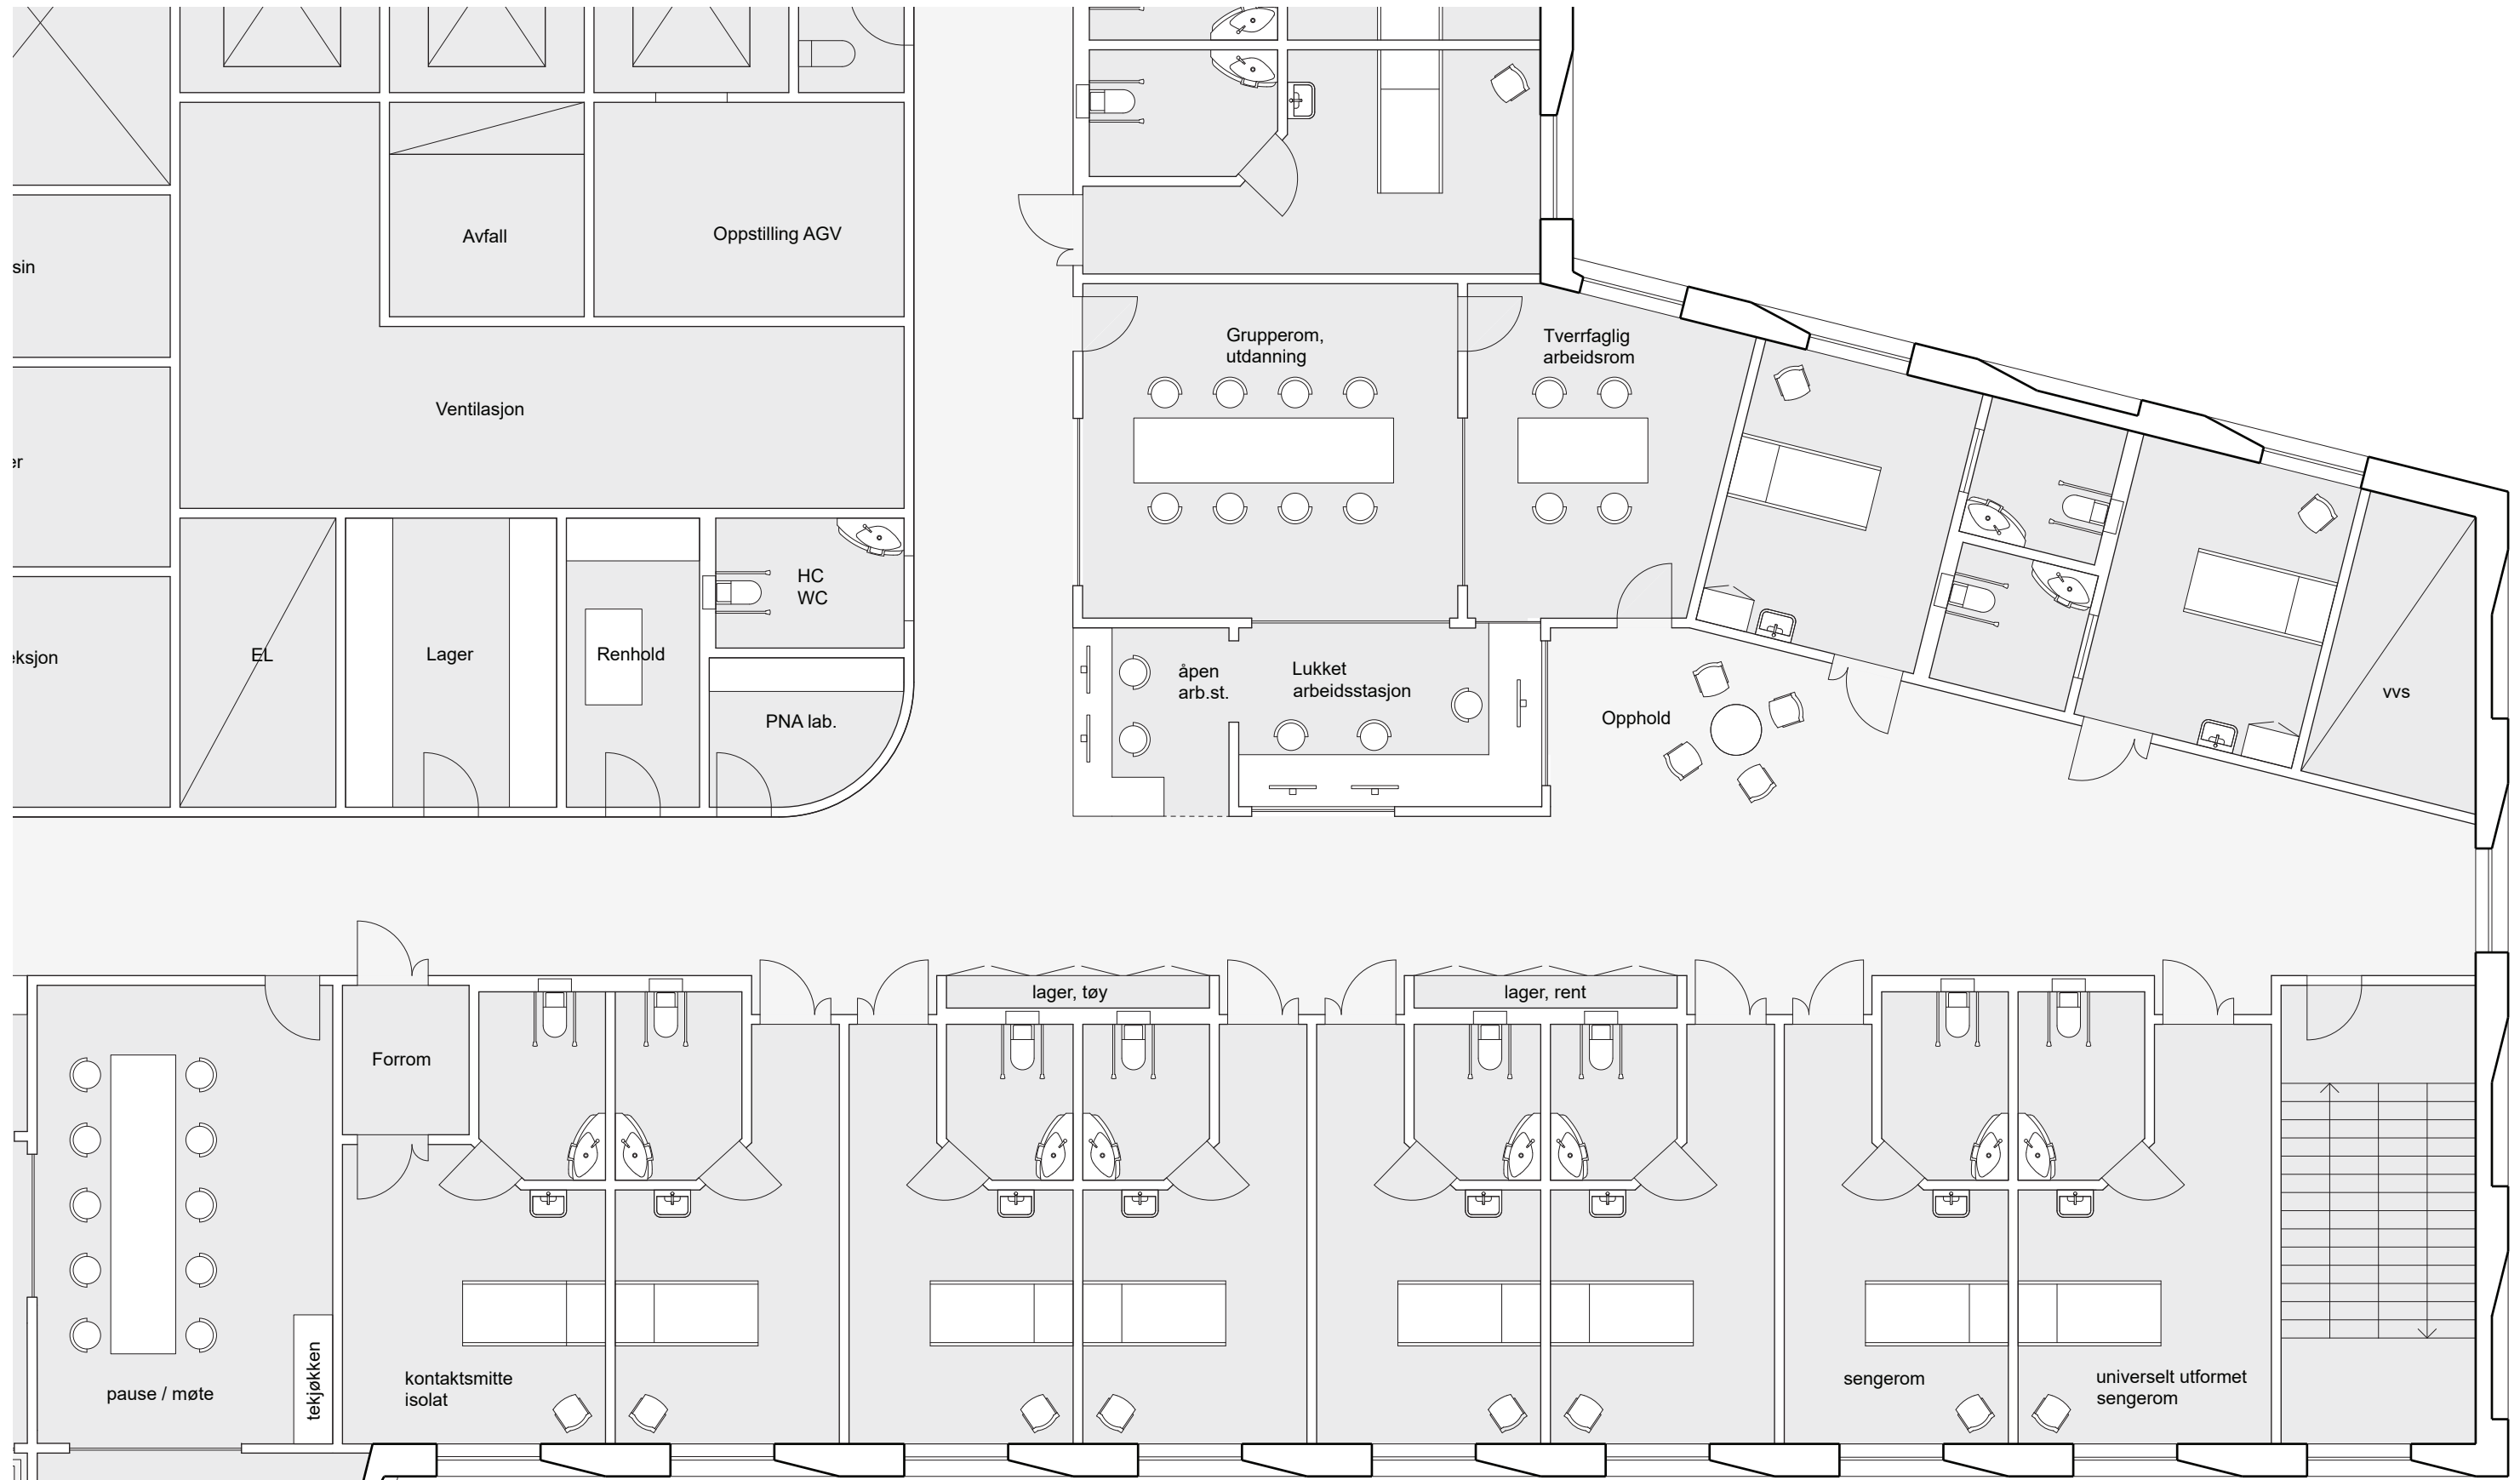 Avfall
Oppstilling AGV
sin
Grupperom,
utdanning
Tverrfaglig
arbeidsrom
Ventilasjon
er
HC
WC
eksjon
EL
Lager
Renhold
åpen
arb.st.
Lukket
arbeidsstasjon
PNA lab.
Opphold
vvs
lager, tøy
lager, rent
Forrom
tekjøkken
pause / møte
kontaktsmitte
isolat
sengerom
universelt utformet
sengerom